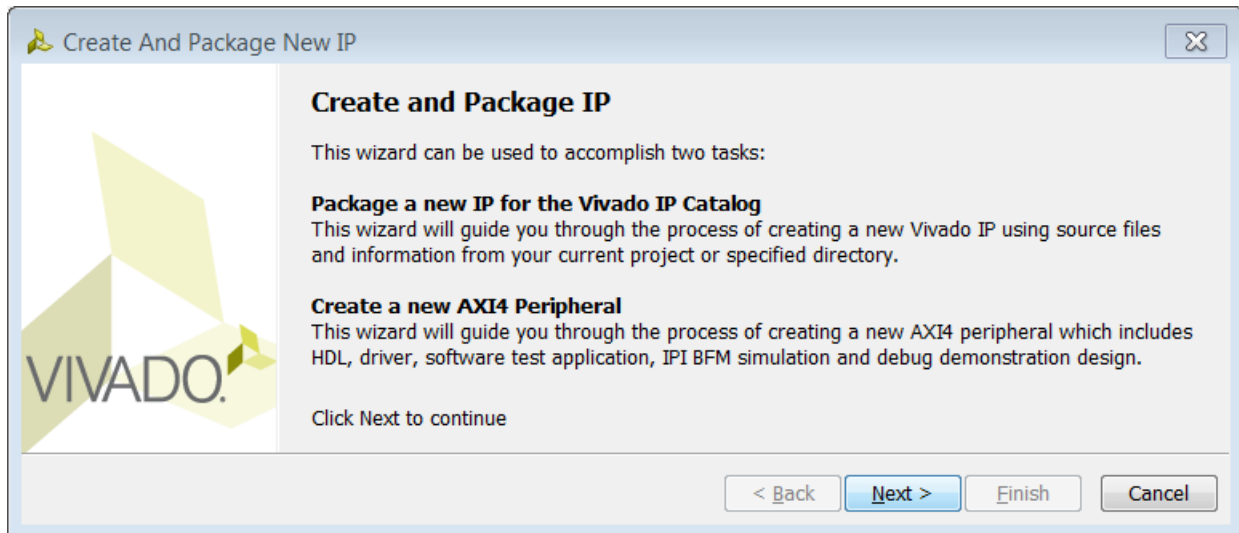 Create And Package New IP
Create and Package IP
This wizard can be used to accomplish two tasks:
Package a new IP for the Vivado IP Catalog
This wizard will guide you through the process of creating a new Vivado IP using source files
and information from your current project or specified directory.
Create a new AXI4 Peripheral
This wizard will guide you through the process of creating a new AXI4 peripheral which includes
HDL, driver, software test application, IPI BFM simulation and debug demonstration design.
VIVADO.
Click Next to continue
< Back Next > Finish Cancel